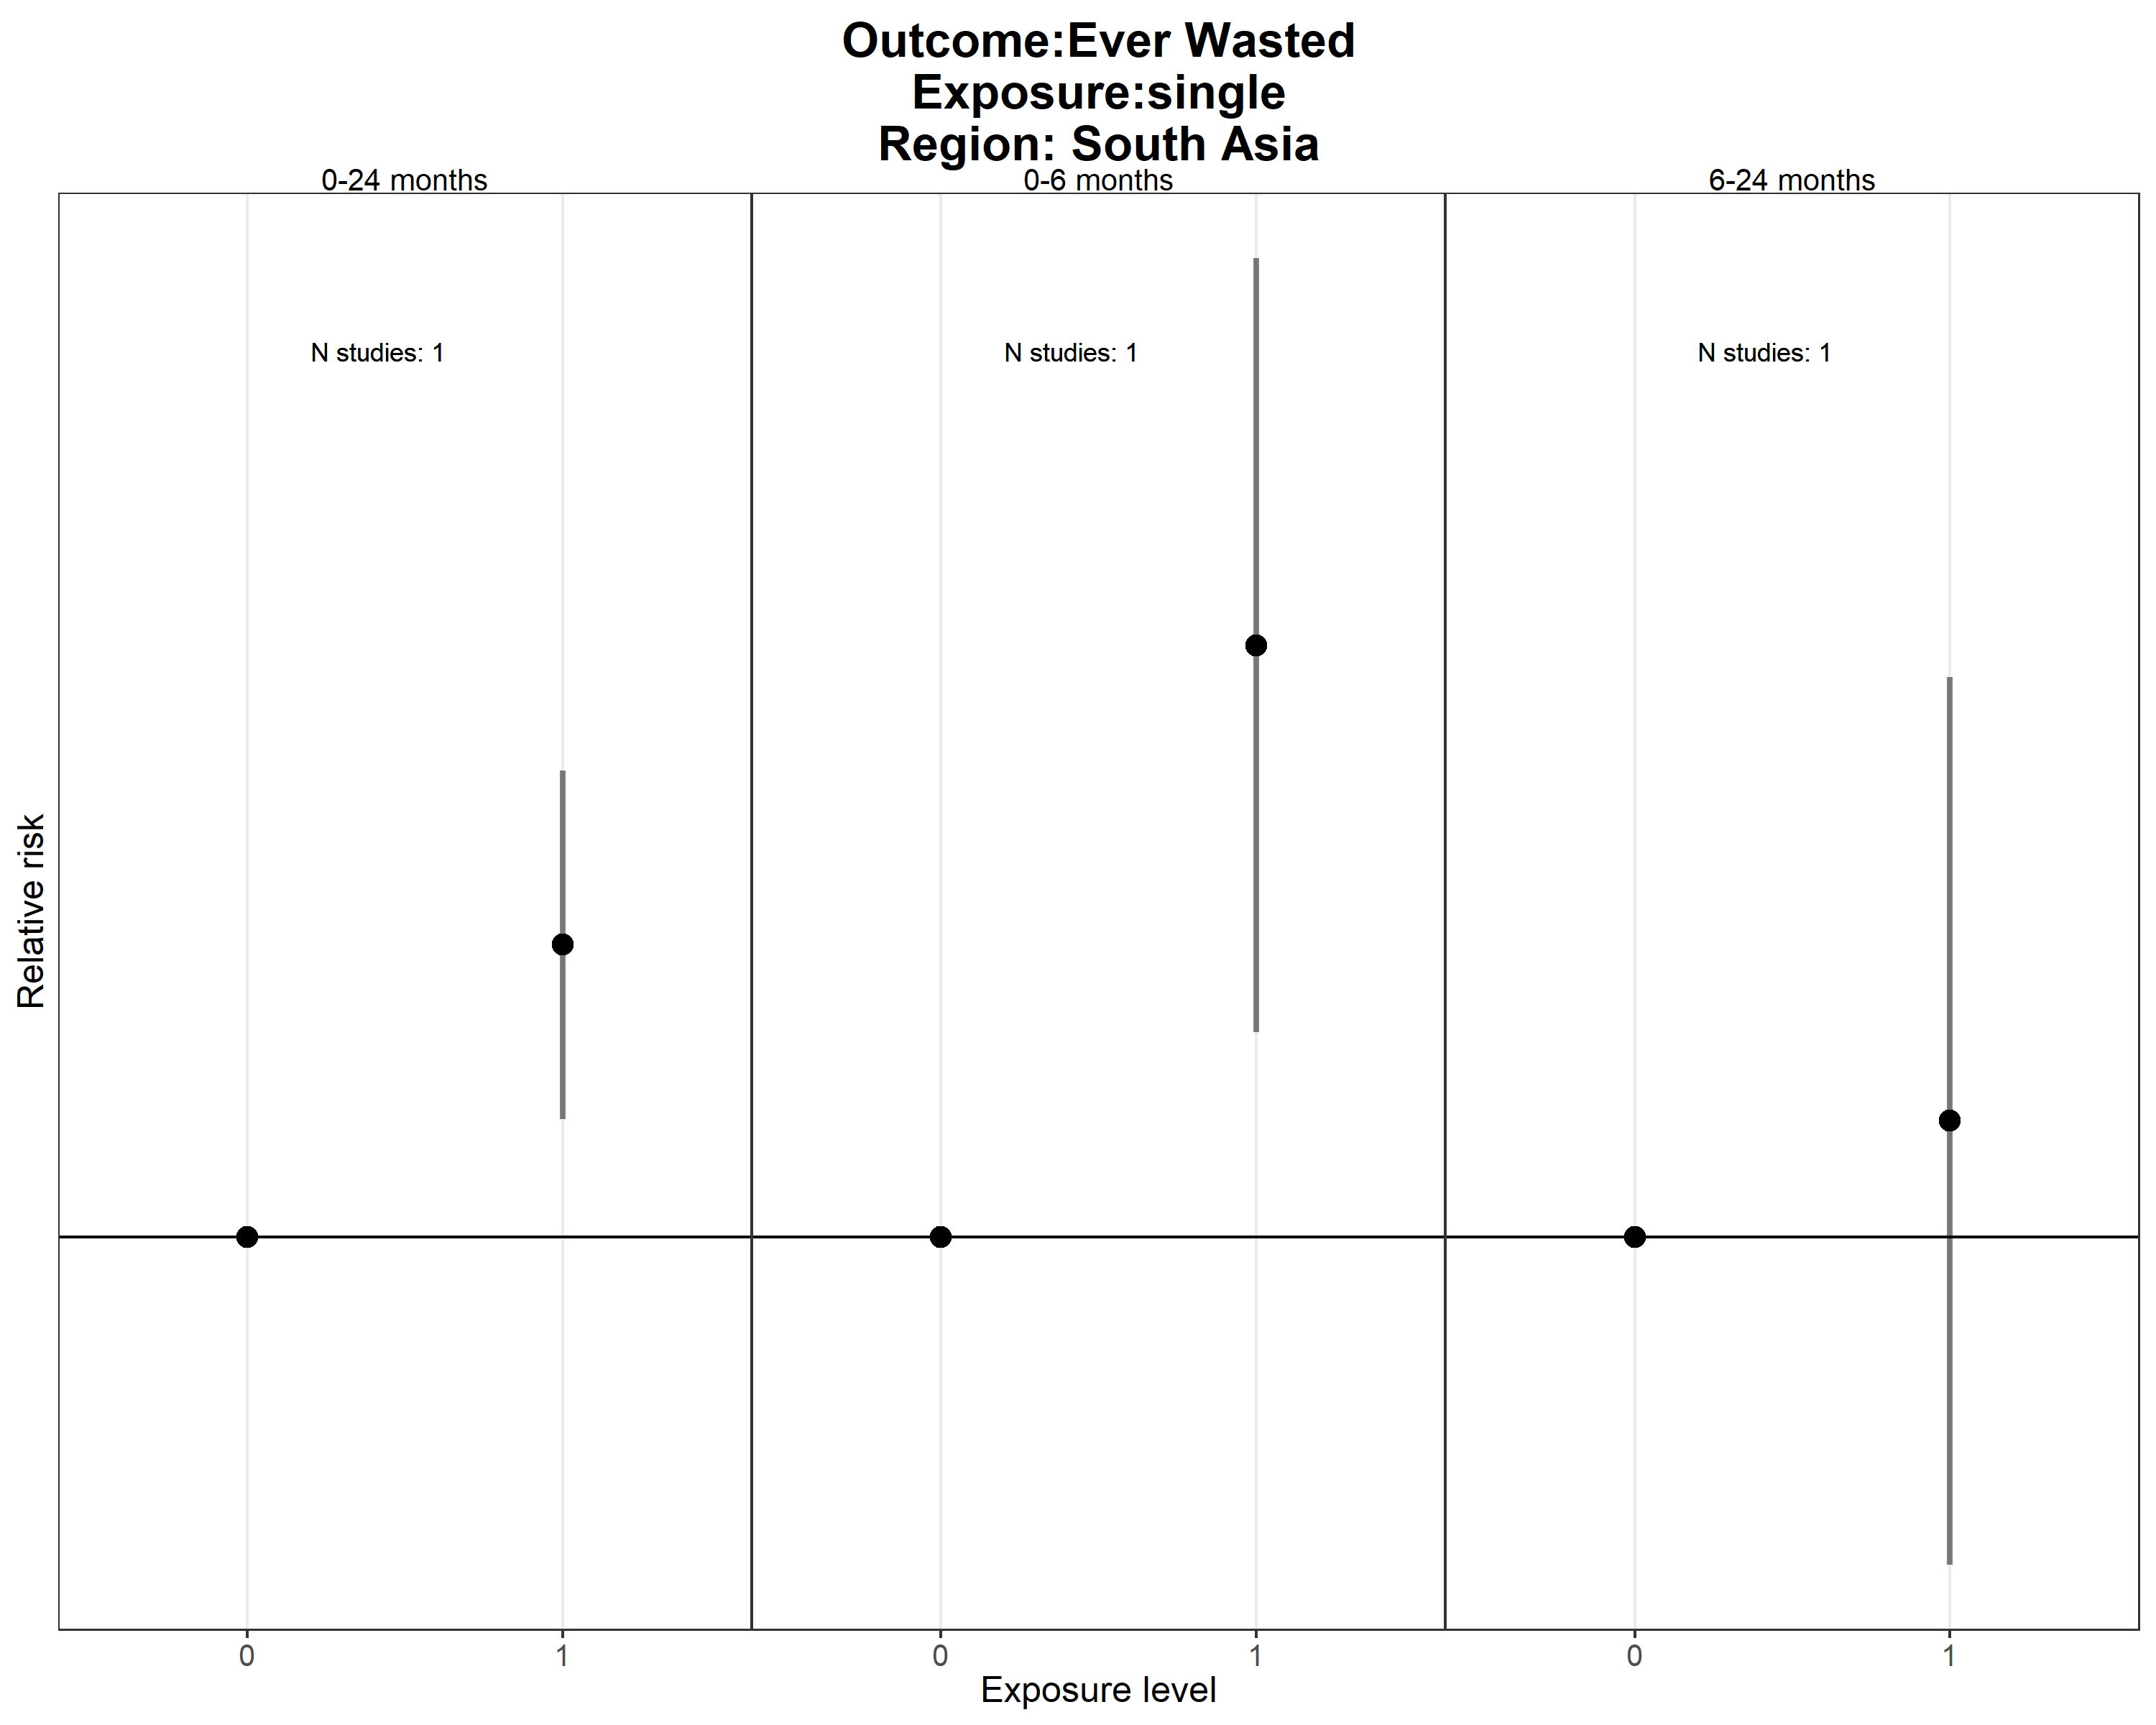 Outcome:Ever Wasted
Exposure:single
Region: South Asia
0-24 months
0-6 months
6-24 months
N studies: 1
N studies: 1
N studies: 1
Relative risk
0
1
0
1
0
1
Exposure level